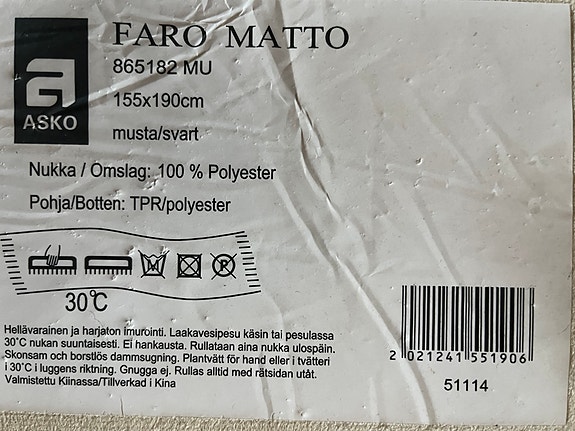 FARO MATTO
865182 MU
155x190cm
musta/svart
ASKO
Nukka / Omslag: 100 % Polyester
Pohja/Botten: TPR/polyester
30°C
Hellävarainen ja harjaton imurointi. Laakavesipesu käsin tai pesulassa
30°C nukan suuntaisesti. Ei hankausta. Rullataan aina nukka ulospäin.
Skonsam och borstlös dammsugning. Plantvätt för hand eller i tvätteri
i 30°C i luggens riktning. Gnugga ej. Rullas alltid med rätsidan utåt.
Valmistettu Kiinassa/Tillverkad i Kina
2 021241 551906
51114